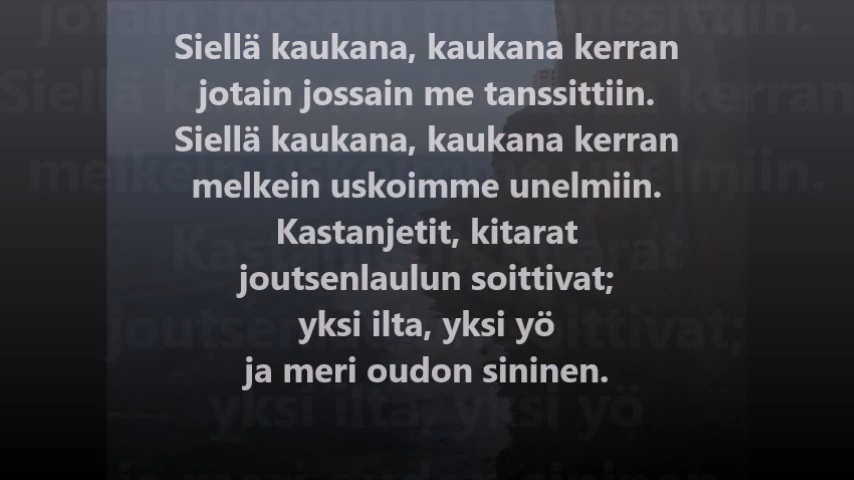 Siellä kaukana, kaukana kerran
jotain jossain me tanssittiin.
Siellä kaukana, kaukana kerran
melkein uskoimme unelmiin.
Kastanjetit, kitarat
joutsenlaulun soittivat;
yksi ilta, yksi yö
ja meri oudon sininen.